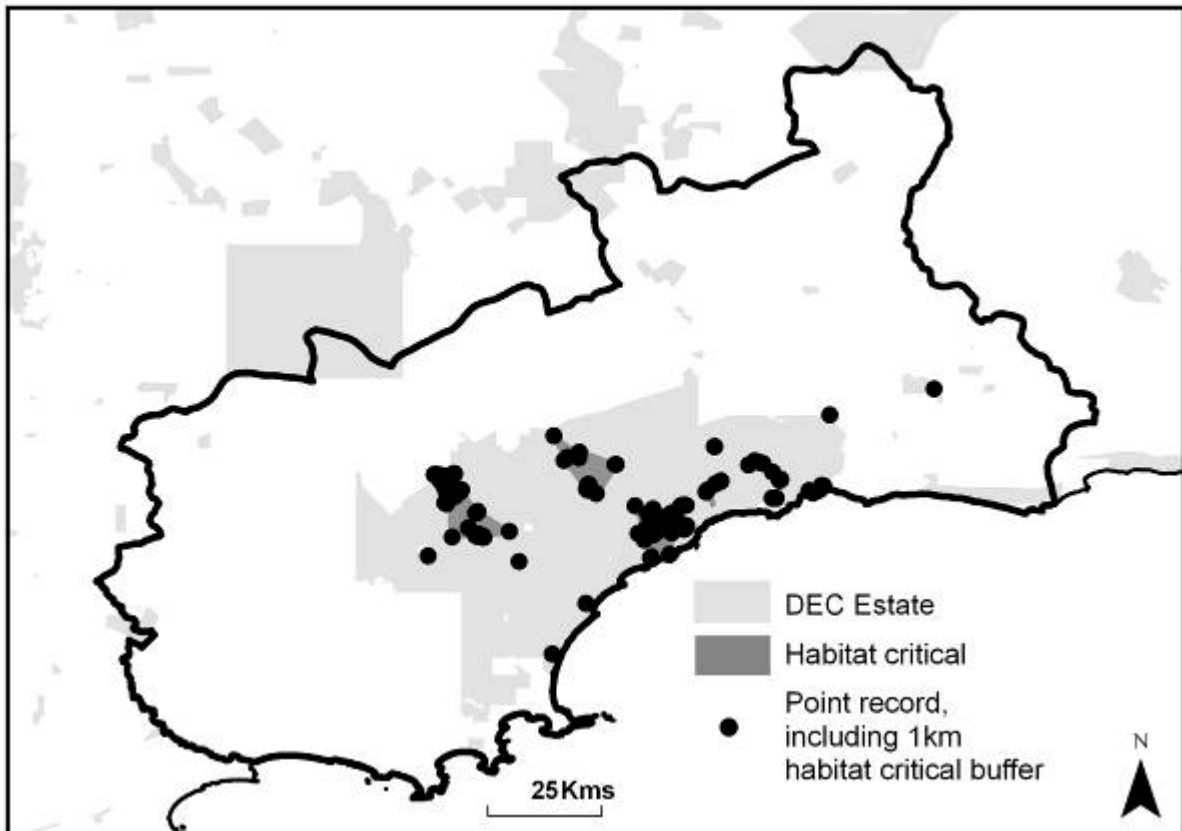 DEC Estate
Habitat critical
Point record,
including 1km
habitat critical buffer
25Kms
N